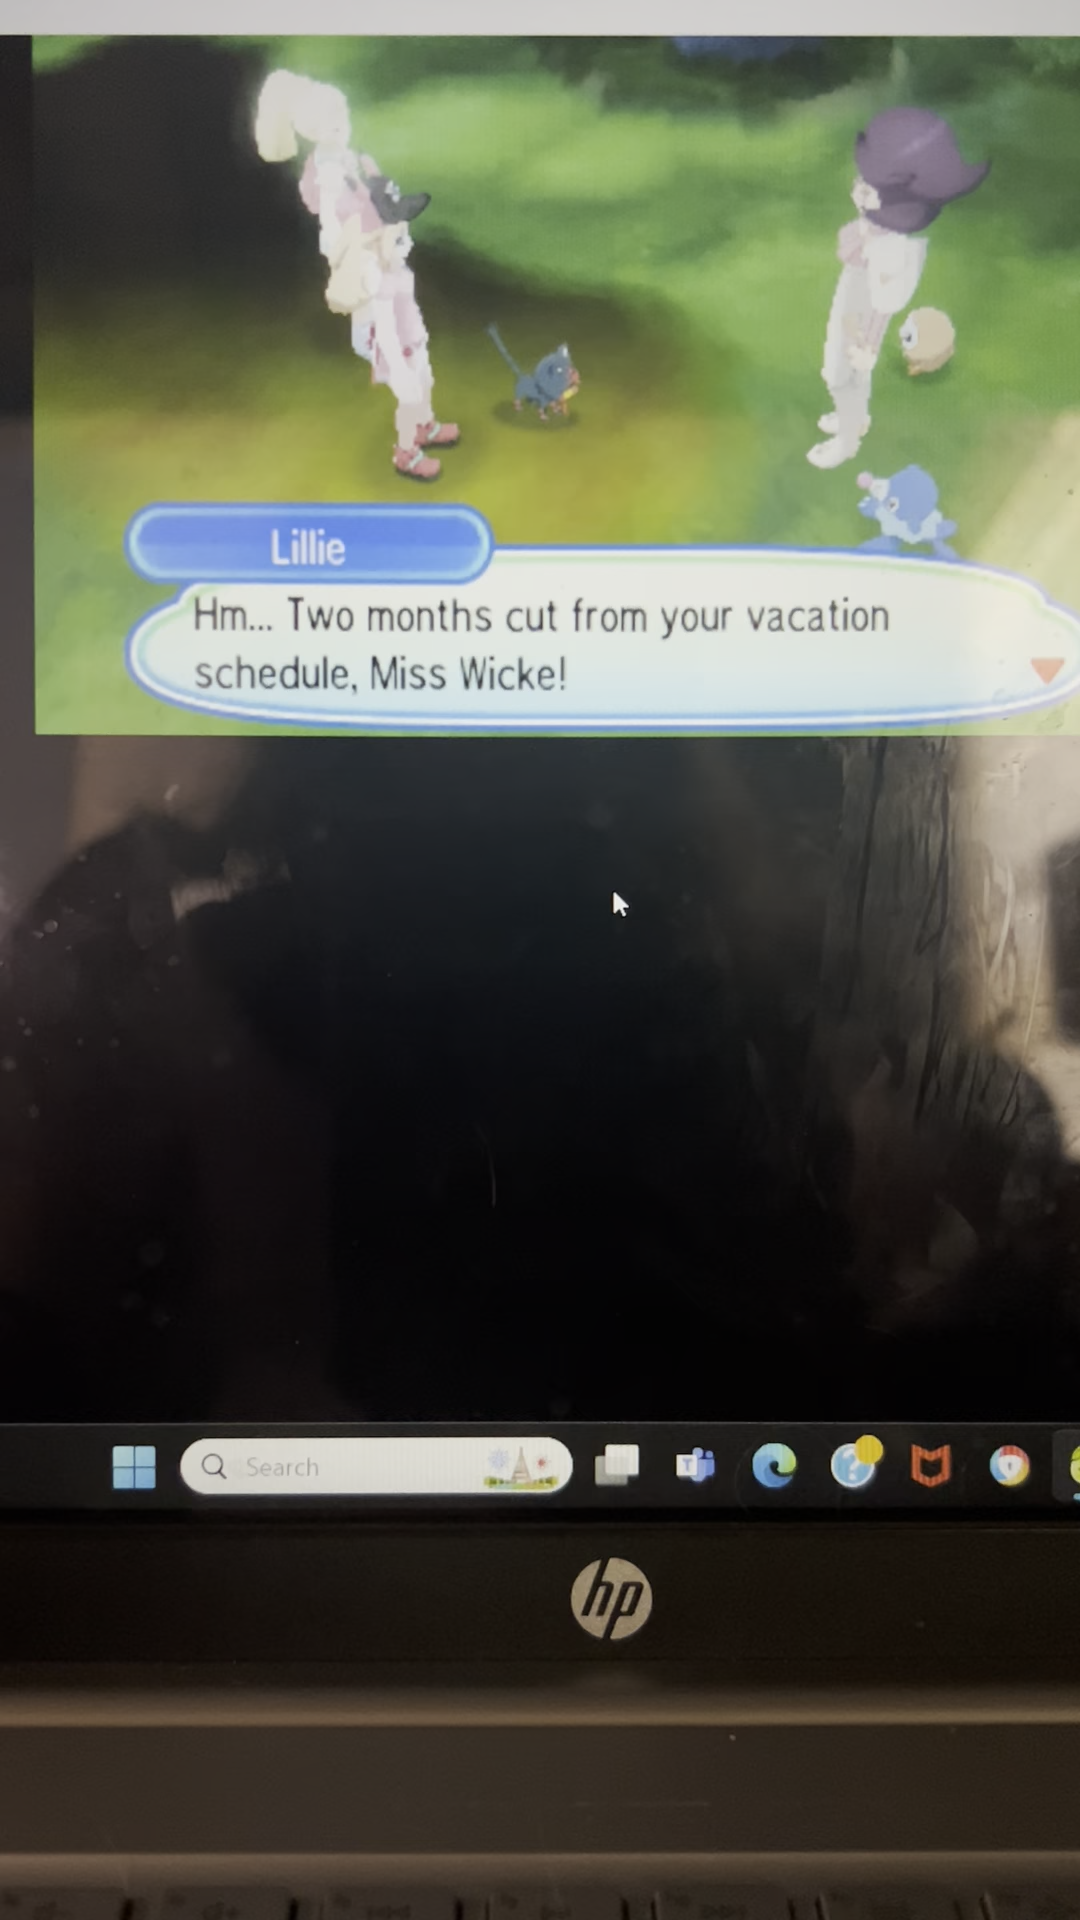 Lillie
Hm... Two months cut from your vacation
schedule, Miss Wicke!
Search
hp